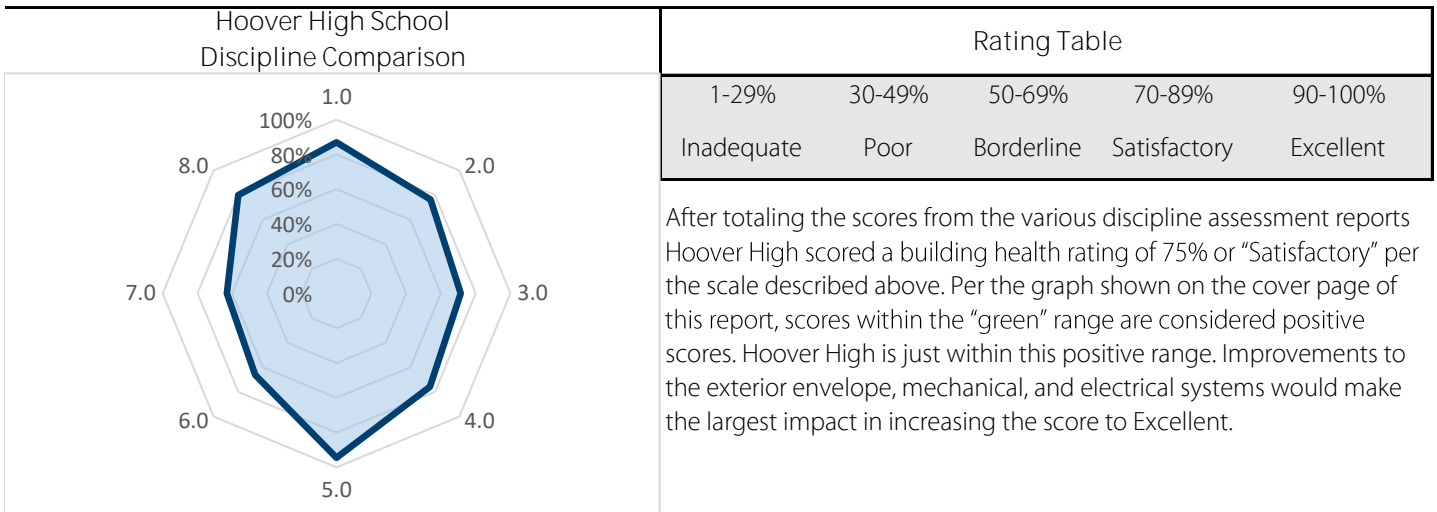 Hoover High School
Discipline Comparison
1.0
2.0
3.0
4.0
5.0
6.0
7.0
8.0
100%
80%
60%
40%
20%
0%
Rating Table
1-29% 30-49% 50-69% 70-89% 90-100%
Inadequate Poor Borderline Satisfactory Excellent
After totaling the scores from the various discipline assessment reports
Hoover High scored a building health rating of 75% or “Satisfactory” per
the scale described above. Per the graph shown on the cover page of
this report, scores within the “green” range are considered positive
scores. Hoover High is just within this positive range. Improvements to
the exterior envelope, mechanical, and electrical systems would make
the largest impact in increasing the score to Excellent.